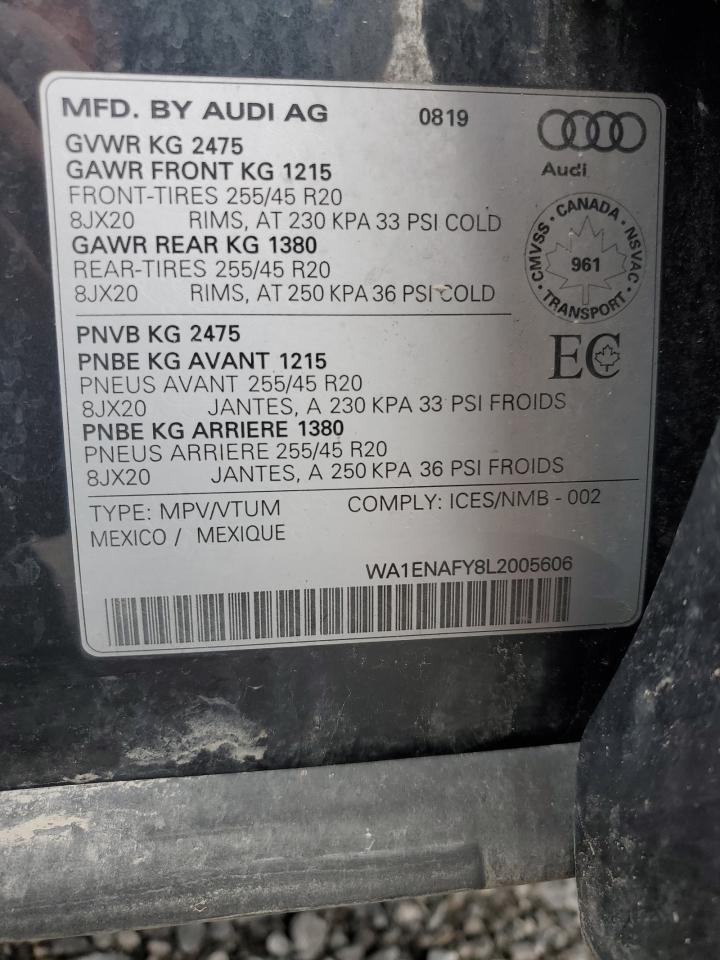 MFD. BY AUDI AG 0819
Audi
GVWR KG 2475
GAWR FRONT KG 1215
FRONT-TIRES 255/45 R20
8JX20 RIMS, AT 230 KPA 33 PSI COLD
GAWR REAR KG 1380
REAR-TIRES 255/45 R20
8JX20 RIMS, AT 250 KPA 36 PSI COLD
CMVSS · CANADA · NSVAC · TRANSPORT ·
961
PNVB KG 2475
PNBE KG AVANT 1215
PNEUS AVANT 255/45 R20
8JX20 JANTES, A 230 KPA 33 PSI FROIDS
PNBE KG ARRIERE 1380
PNEUS ARRIERE 255/45 R20
8JX20 JANTES, A 250 KPA 36 PSI FROIDS
EC
TYPE: MPV/VTUM COMPLY: ICES/NMB - 002
MEXICO / MEXIQUE
WA1ENAFY8L2005606